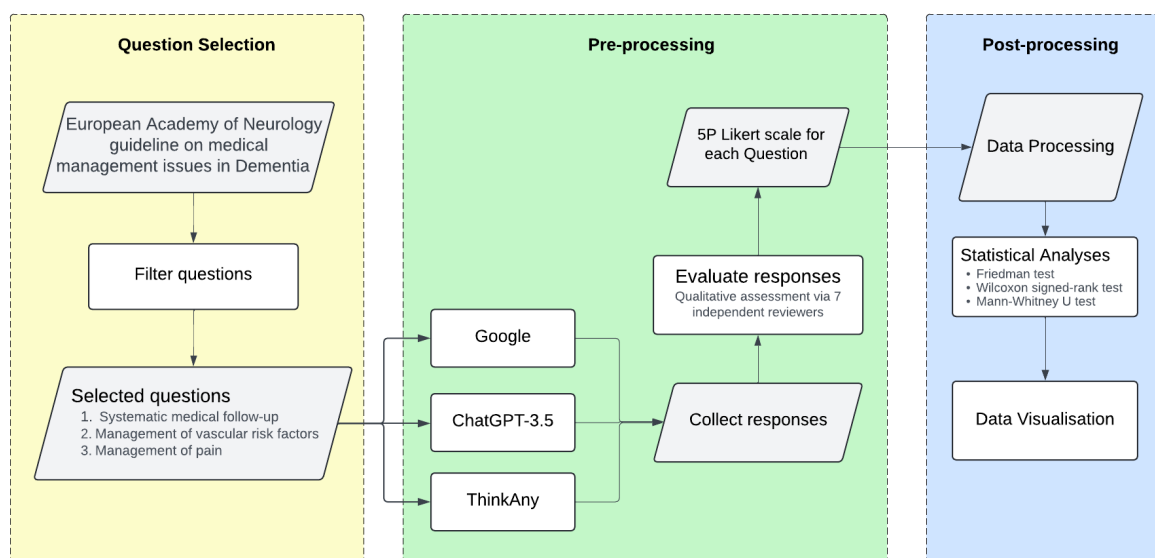 Question Selection
European Academy of Neurology
guideline on medical
management issues in Dementia
Filter questions
Selected questions
1. Systematic medical follow-up
2. Management of vascular risk factors
3. Management of pain
Pre-processing
Google
ChatGPT-3.5
ThinkAny
Collect responses
Evaluate responses
Qualitative assessment via 7
independent reviewers
5P Likert scale for
each Question
Post-processing
Data Processing
Statistical Analyses
• Friedman test
• Wilcoxon signed-rank test
• Mann-Whitney U test
Data Visualisation